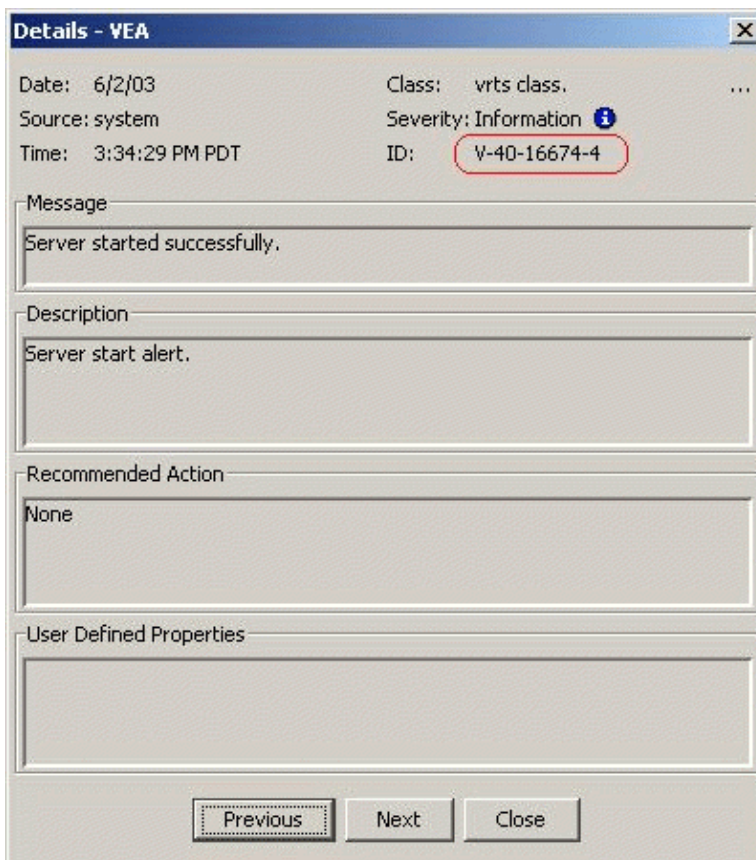 Details - VEA
Date: 6/2/03 Class: vrts class. ...
Source: system Severity: Information
Time: 3:34:29 PM PDT ID: V-40-16674-4
Message
Server started successfully.
Description
Server start alert.
Recommended Action
None
User Defined Properties
Previous Next Close